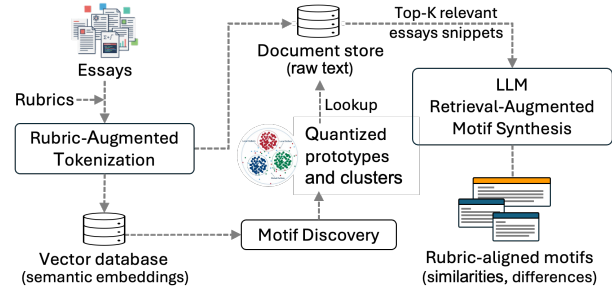 Essays
Rubrics
Rubric-Augmented
Tokenization
Vector database
(semantic embeddings)
Motif Discovery
Quantized
prototypes
and clusters
Lookup
Document store
(raw text)
Top-K relevant
essays snippets
LLM
Retrieval-Augmented
Motif Synthesis
Rubric-aligned motifs
(similarities, differences)